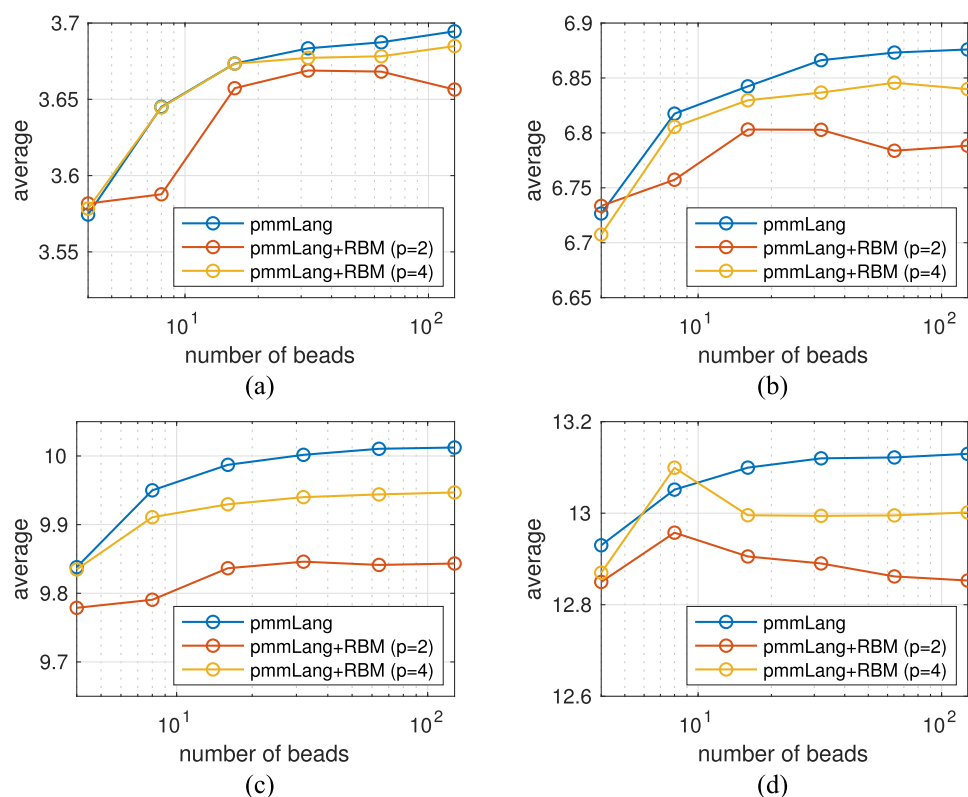 3.7
3.65
3.6
3.55
average
10^1
10^2
number of beads
pmmLang
pmmLang+RBM (p=2)
pmmLang+RBM (p=4)
(a)
6.9
6.85
6.8
6.75
6.7
6.65
average
10^1
10^2
number of beads
pmmLang
pmmLang+RBM (p=2)
pmmLang+RBM (p=4)
(b)
10
9.9
9.8
9.7
average
10^1
10^2
number of beads
pmmLang
pmmLang+RBM (p=2)
pmmLang+RBM (p=4)
(c)
13.2
13
12.8
12.6
average
10^1
10^2
number of beads
pmmLang
pmmLang+RBM (p=2)
pmmLang+RBM (p=4)
(d)